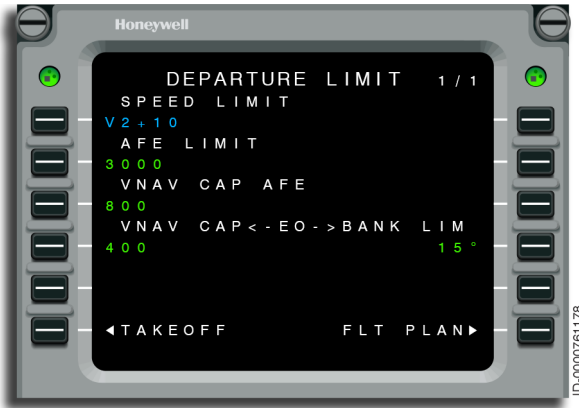 Honeywell
DEPARTURE LIMIT 1/1
SPEED LIMIT
V2+10
AFE LIMIT
3000
VNAV CAP AFE
800
VNAV CAP<-EO->BANK LIM
400 15°
◀TAKEOFF FLT PLAN▶
ID-0000761178